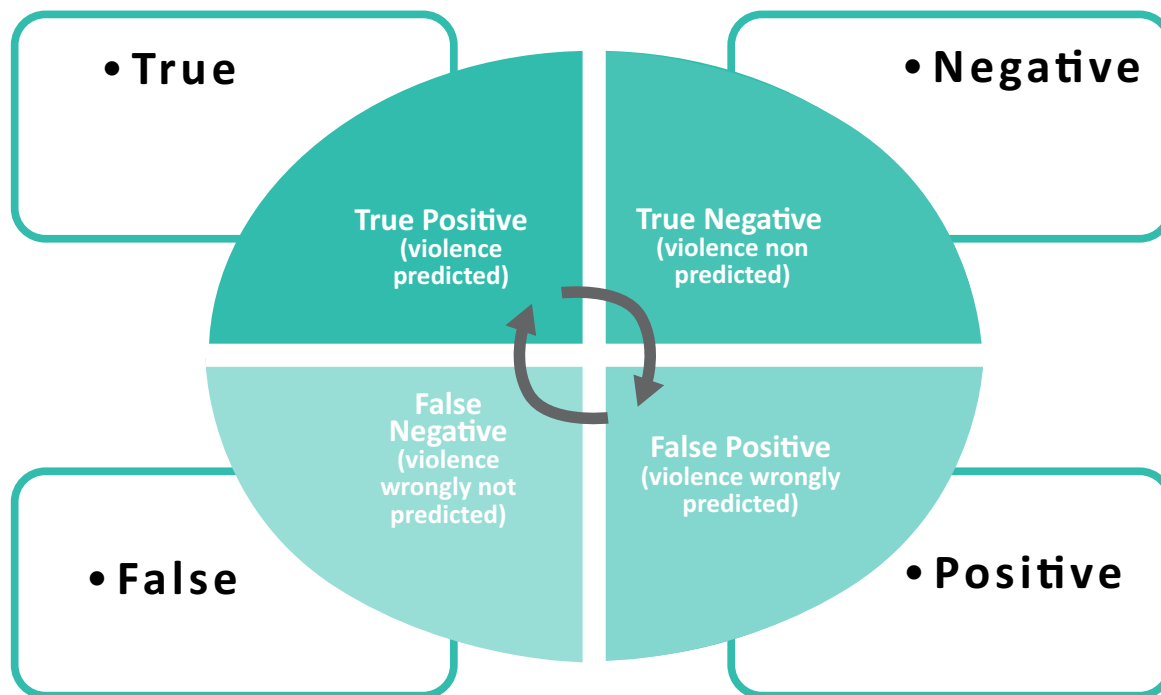 • True
• Negative
True Positive
(violence
predicted)
True Negative
(violence non
predicted)
False
Negative
(violence
wrongly not
predicted)
False Positive
(violence wrongly
predicted)
• False
• Positive